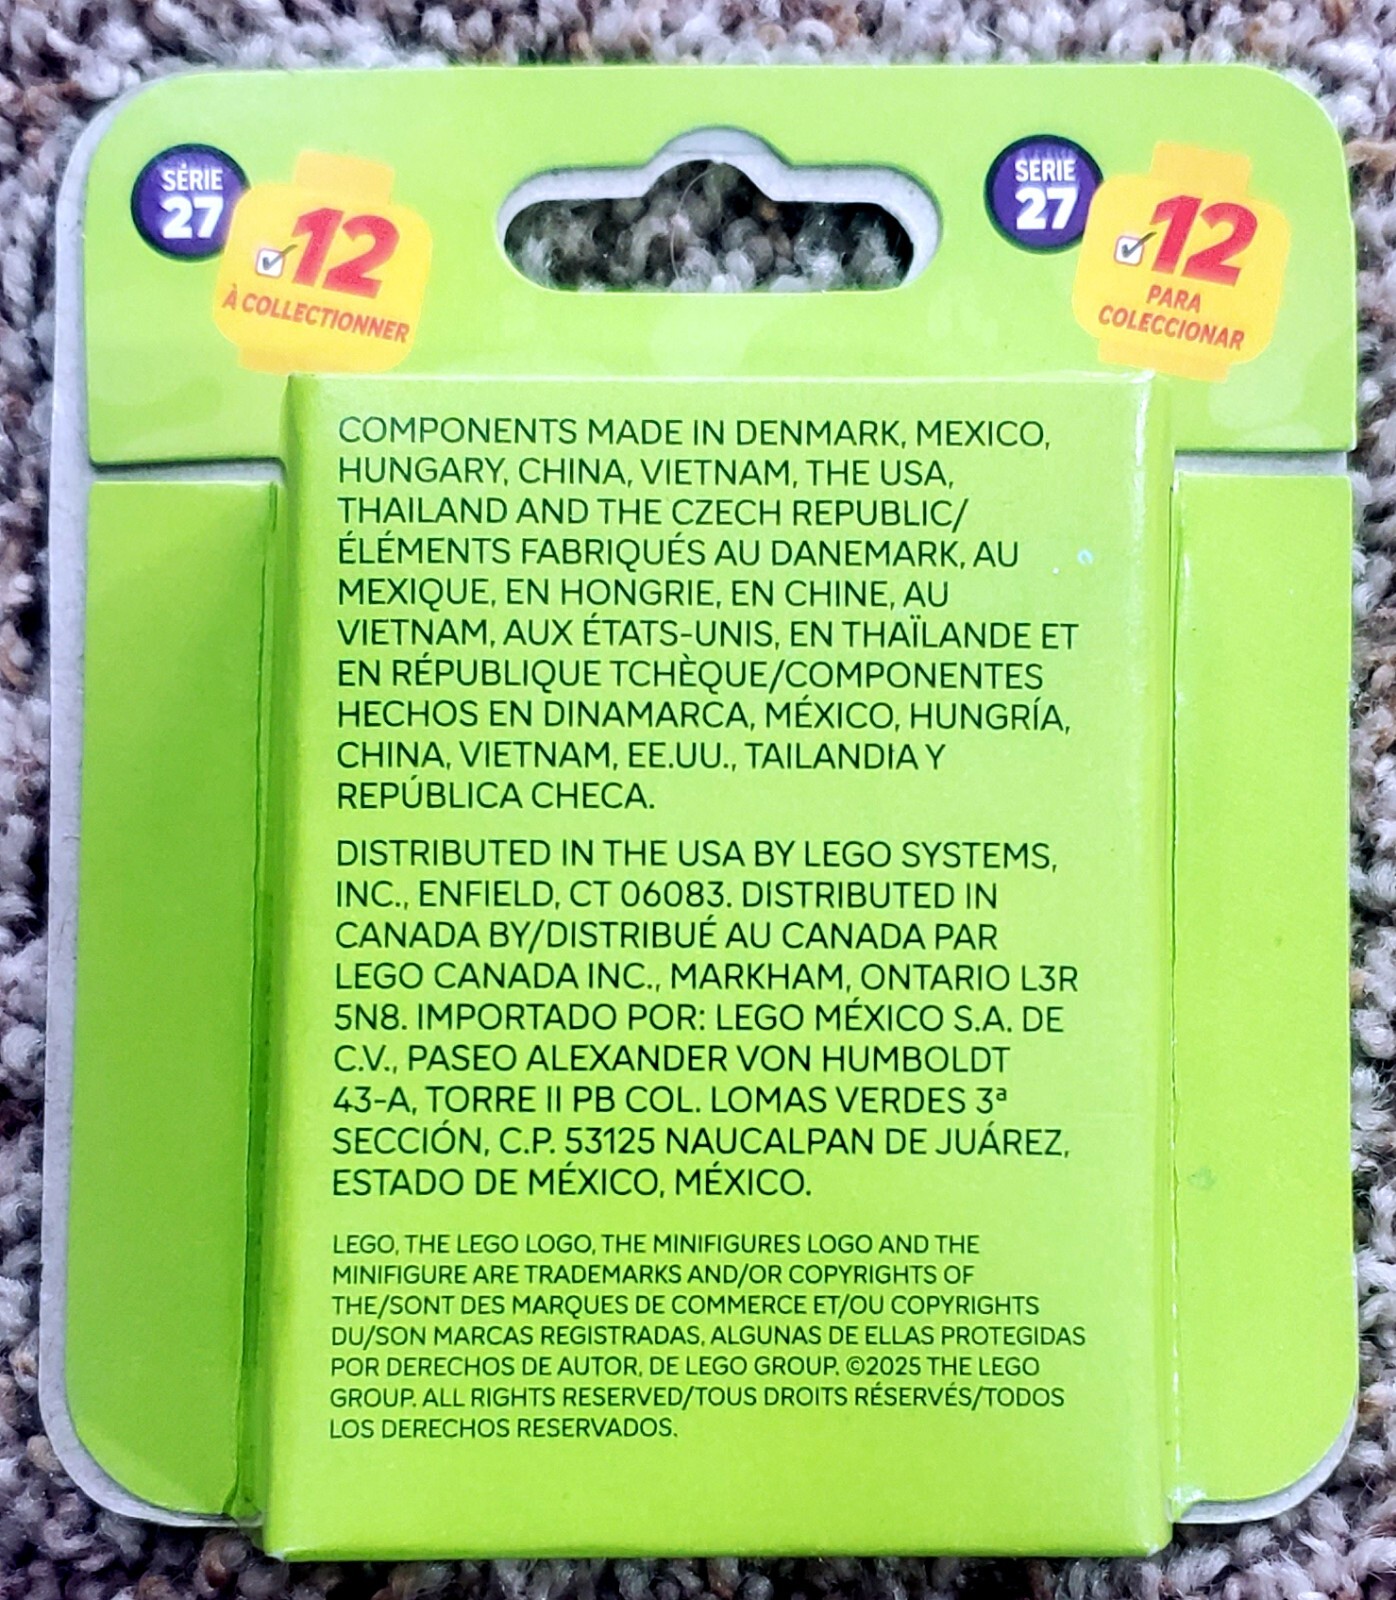 SÉRIE
27
12
À COLLECTIONNER
SERIE
27
12
PARA
COLECCIONAR
COMPONENTS MADE IN DENMARK, MEXICO,
HUNGARY, CHINA, VIETNAM, THE USA,
THAILAND AND THE CZECH REPUBLIC/
ÉLÉMENTS FABRIQUÉS AU DANEMARK, AU
MEXIQUE, EN HONGRIE, EN CHINE, AU
VIETNAM, AUX ÉTATS-UNIS, EN THAÏLANDE ET
EN RÉPUBLIQUE TCHÈQUE/COMPONENTES
HECHOS EN DINAMARCA, MÉXICO, HUNGRÍA,
CHINA, VIETNAM, EE.UU., TAILANDIA Y
REPÚBLICA CHECA.
DISTRIBUTED IN THE USA BY LEGO SYSTEMS,
INC., ENFIELD, CT 06083. DISTRIBUTED IN
CANADA BY/DISTRIBUÉ AU CANADA PAR
LEGO CANADA INC., MARKHAM, ONTARIO L3R
5N8. IMPORTADO POR: LEGO MÉXICO S.A. DE
C.V., PASEO ALEXANDER VON HUMBOLDT
43-A, TORRE II PB COL. LOMAS VERDES 3ª
SECCIÓN, C.P. 53125 NAUCALPAN DE JUÁREZ,
ESTADO DE MÉXICO, MÉXICO.
LEGO, THE LEGO LOGO, THE MINIFIGURES LOGO AND THE
MINIFIGURE ARE TRADEMARKS AND/OR COPYRIGHTS OF
THE/SONT DES MARQUES DE COMMERCE ET/OU COPYRIGHTS
DU/SON MARCAS REGISTRADAS, ALGUNAS DE ELLAS PROTEGIDAS
POR DERECHOS DE AUTOR, DE LEGO GROUP. ©2025 THE LEGO
GROUP. ALL RIGHTS RESERVED/TOUS DROITS RÉSERVÉS/TODOS
LOS DERECHOS RESERVADOS.